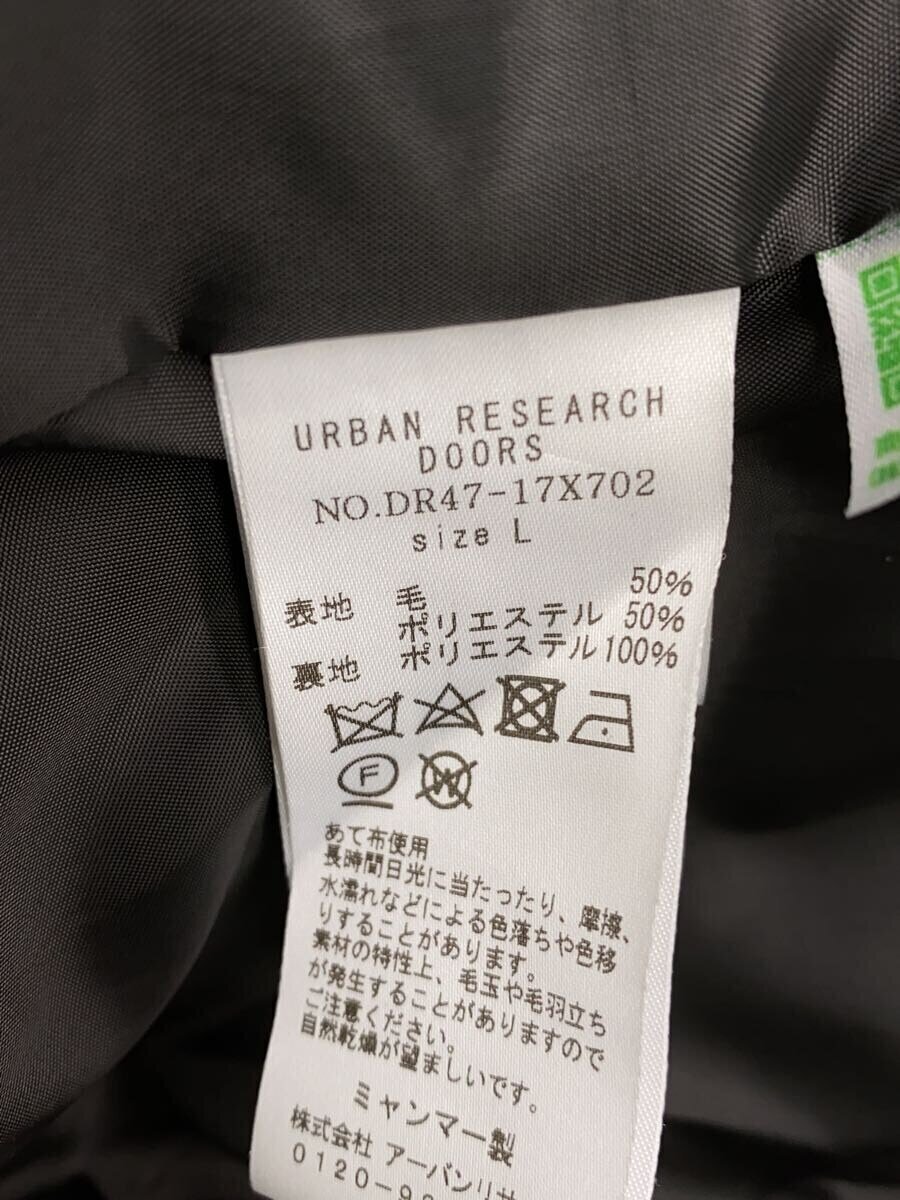 URBAN RESEARCH
DOORS
NO.DR47-17X702
size L
表地 毛 50%
ポリエステル 50%
裏地 ポリエステル100%
F
W
あて布使用
長時間日光に当たったり、摩擦、
水濡れなどによる色落ちや色移
りすることがあります。
素材の特性上、毛玉や毛羽立ち
が発生することがありますので
ご注意ください。
自然乾燥が望ましいです。
ミャンマー製
株式会社 アーバンリサ
0120-9